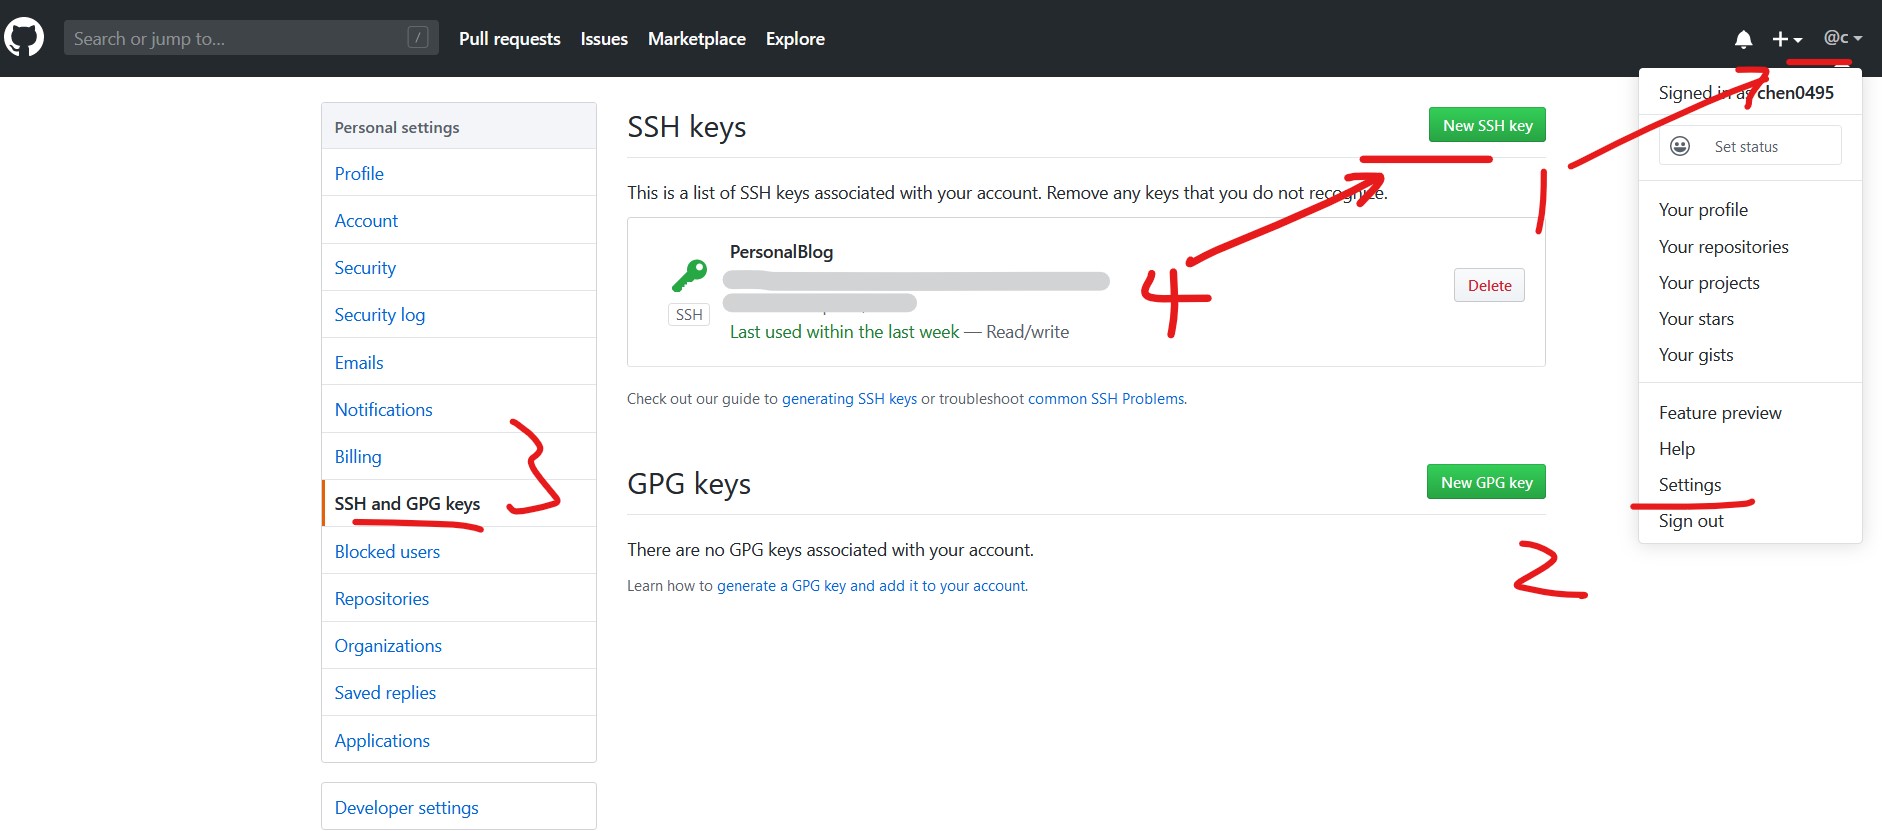 Search or jump to...
/
Pull requests
Issues
Marketplace
Explore
@c
Signed in as chen0495
Set status
Your profile
Your repositories
Your projects
Your stars
Your gists
Feature preview
Help
Settings
Sign out
Personal settings
Profile
Account
Security
Security log
Emails
Notifications
Billing
SSH and GPG keys
Blocked users
Repositories
Organizations
Saved replies
Applications
Developer settings
SSH keys
New SSH key
This is a list of SSH keys associated with your account. Remove any keys that you do not recognize.
PersonalBlog
SSH
Last used within the last week — Read/write
Delete
Check out our guide to generating SSH keys or troubleshoot common SSH Problems.
GPG keys
New GPG key
There are no GPG keys associated with your account.
Learn how to generate a GPG key and add it to your account.
1
2
3
4